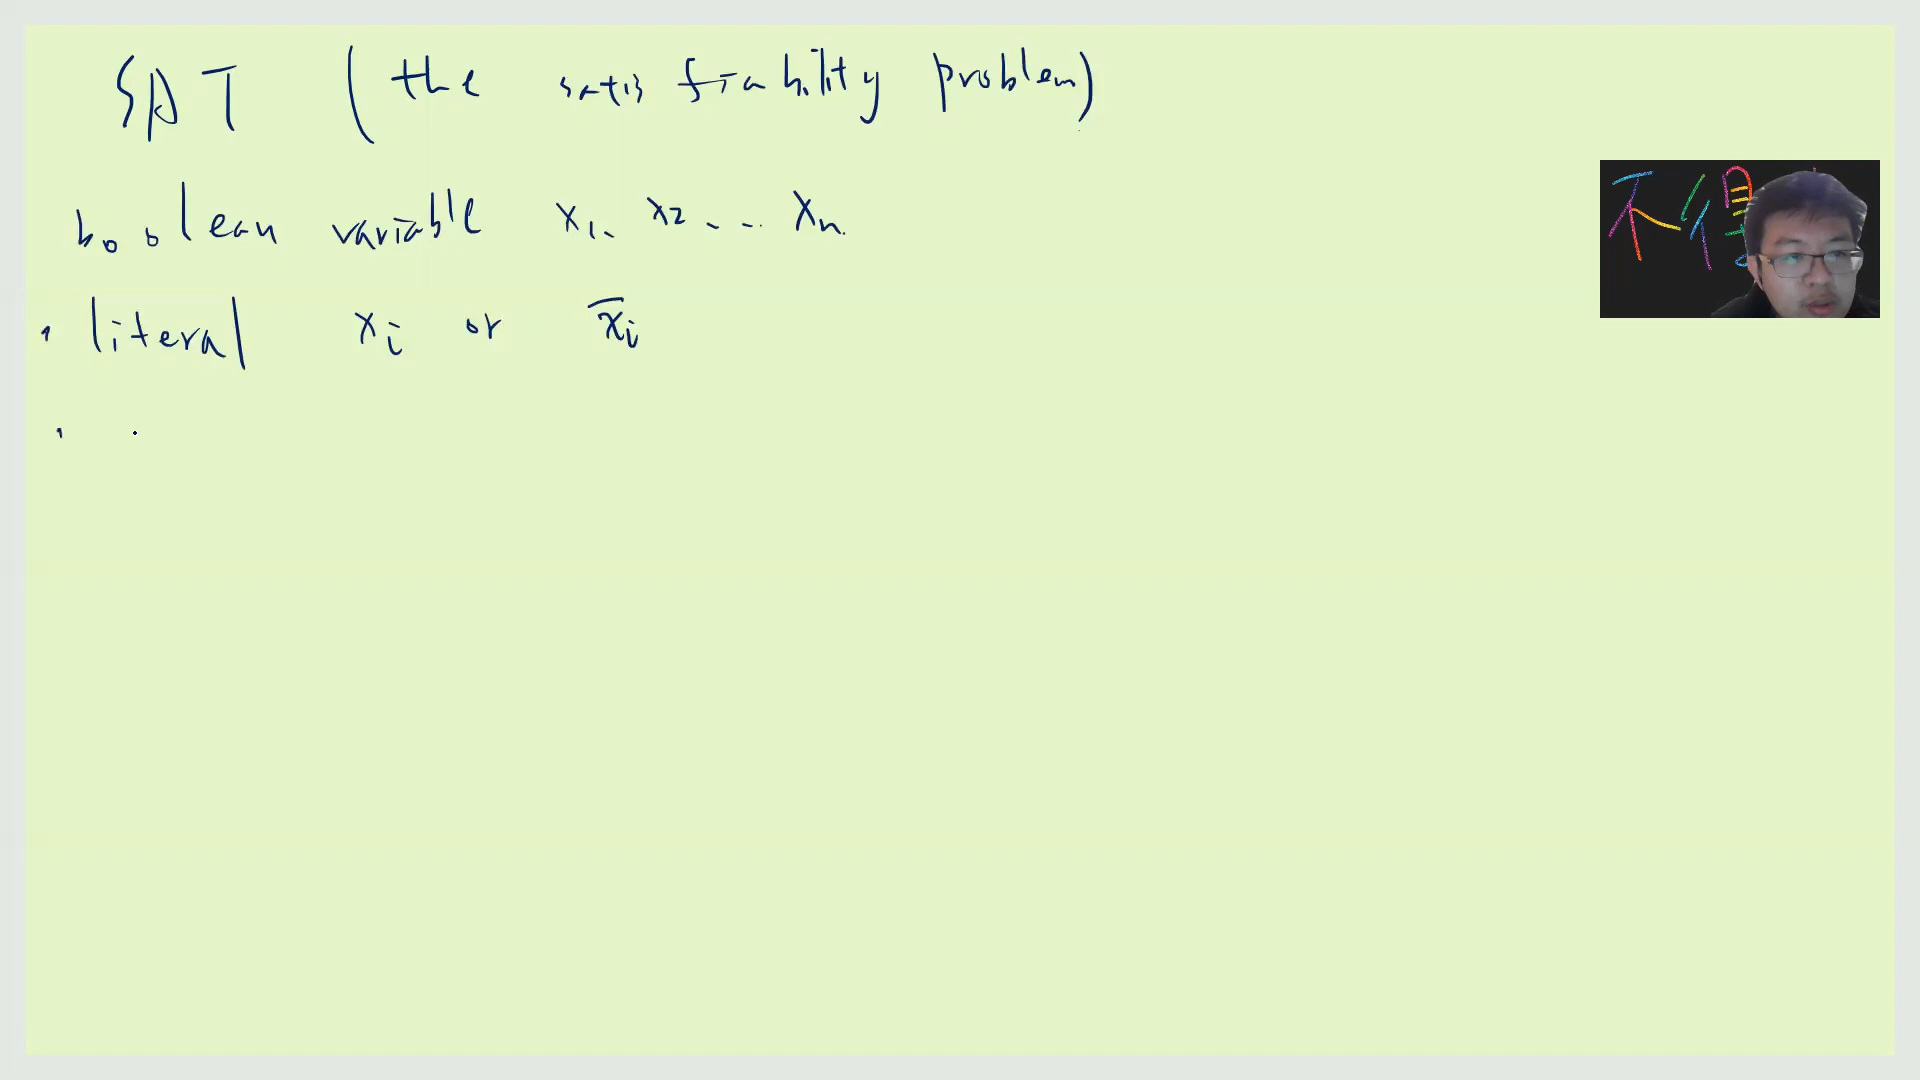 SAT (the satisfiability problem)
boolean variable x₁, x₂ ... xₙ.
· literal xᵢ or x̄ᵢ
·
不得